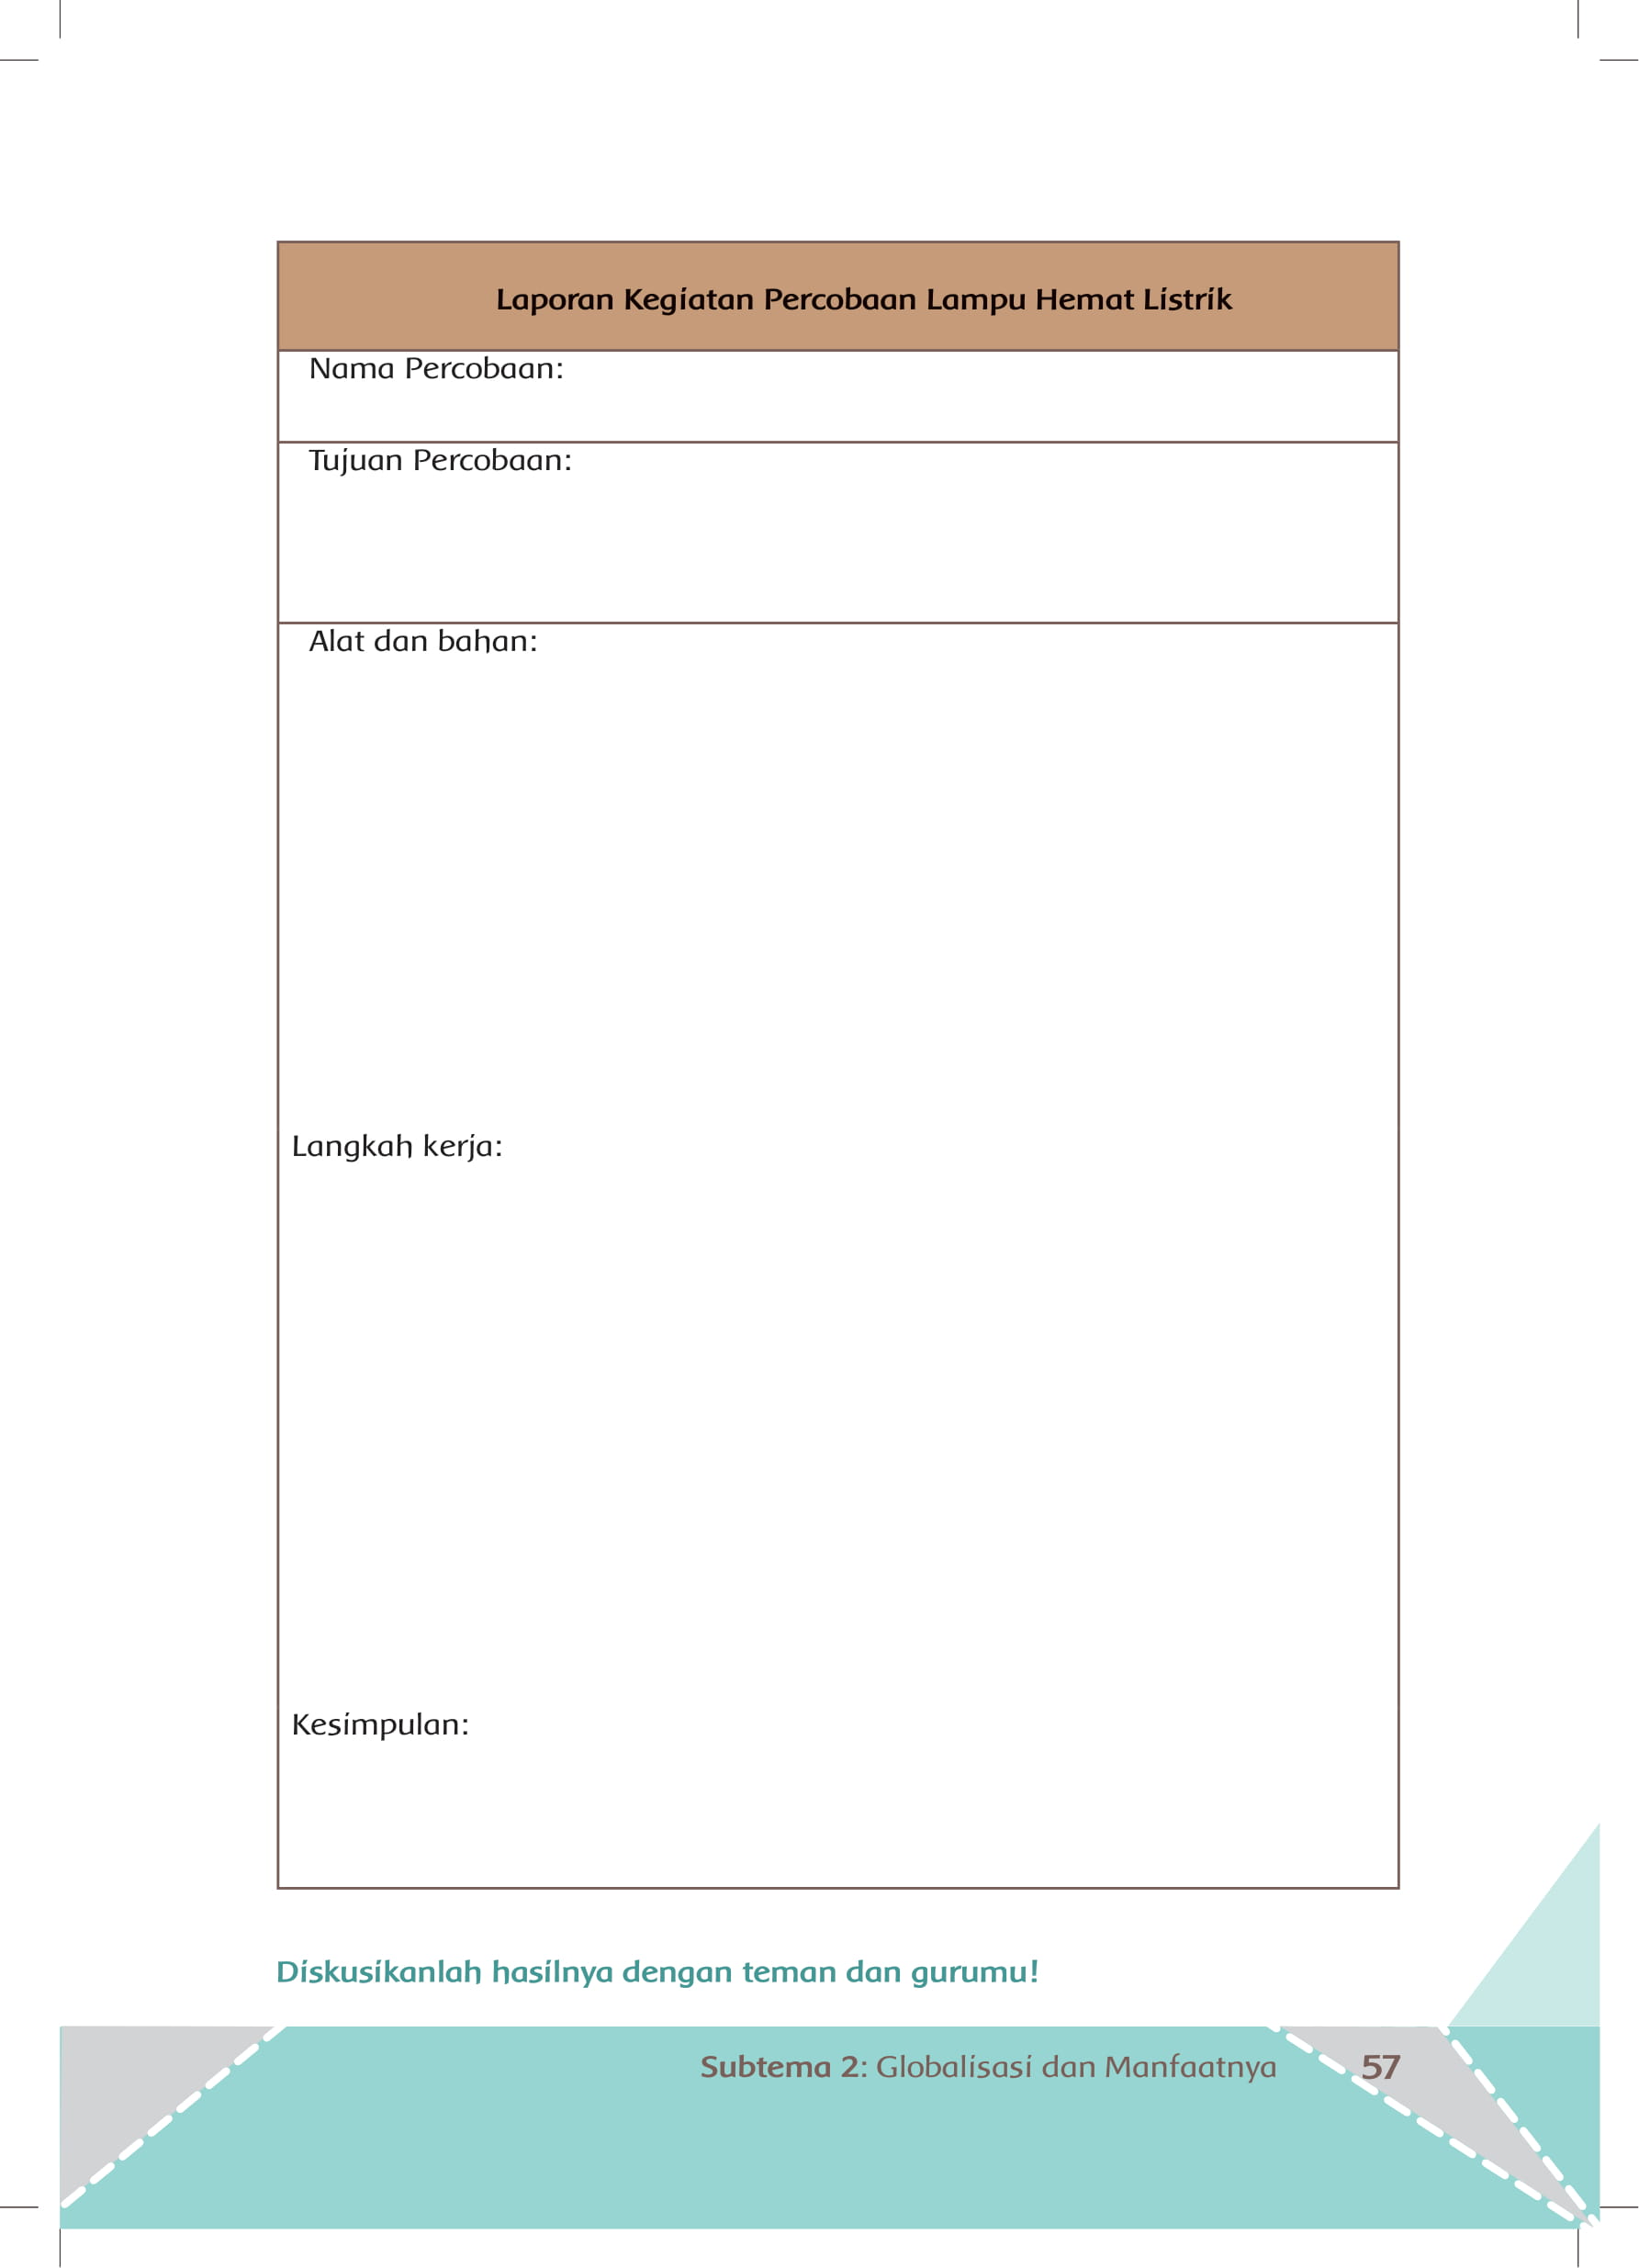 Laporan Kegiatan Percobaan Lampu Hemat Listrik
Nama Percobaan:
Tujuan Percobaan:
Alat dan bahan:
Langkah kerja:
Kesimpulan:
Diskusikanlah hasilnya dengan teman dan gurumu!
Subtema 2: Globalisasi dan Manfaatnya 57